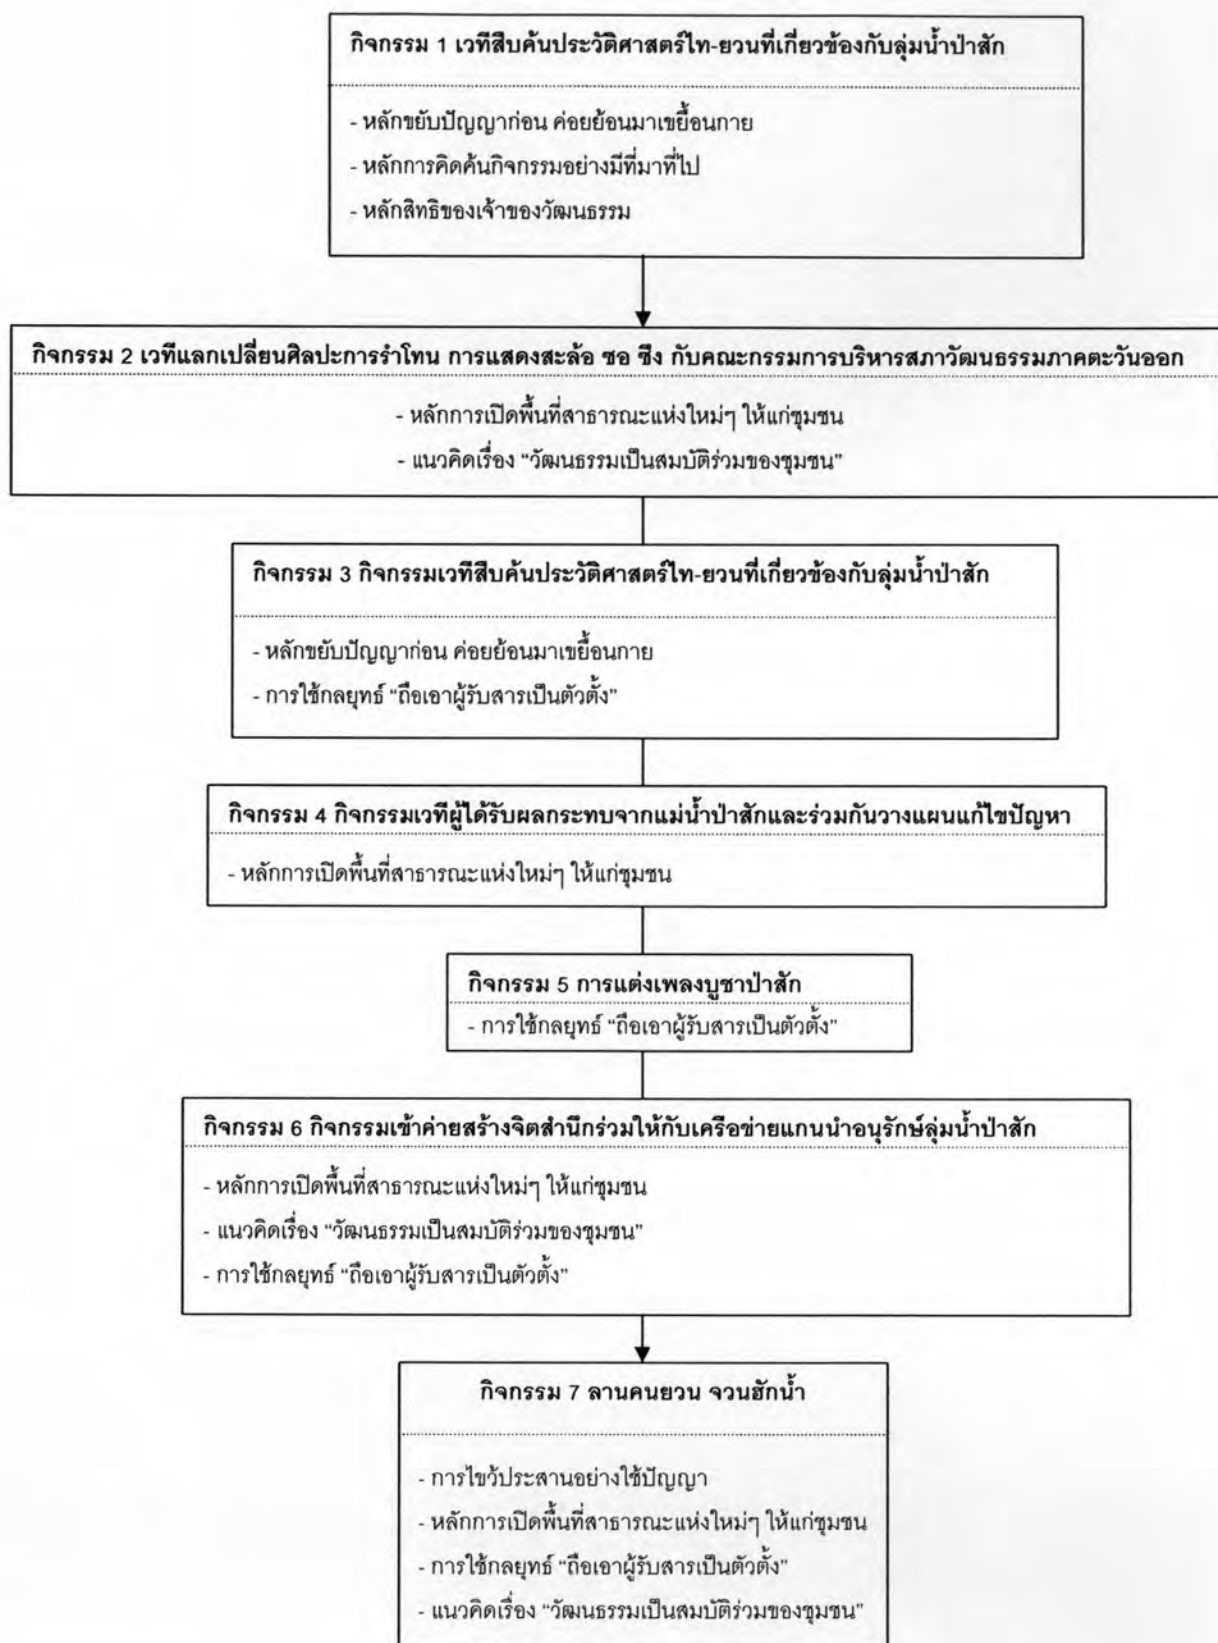 กิจกรรม 1 เวทีสืบค้นประวัติศาสตร์ไท-ยวนที่เกี่ยวข้องกับลุ่มน้ำป่าสัก
- หลักขยับปัญญาก่อน ค่อยย้อนมาเขยื้อนกาย
- หลักการคิดค้นกิจกรรมอย่างมีที่มาที่ไป
- หลักสิทธิของเจ้าของวัฒนธรรม
กิจกรรม 2 เวทีแลกเปลี่ยนศิลปะการรำโทน การแสดงสะล้อ ซอ ซึง กับคณะกรรมการบริหารสภาวัฒนธรรมภาคตะวันออก
- หลักการเปิดพื้นที่สาธารณะแห่งใหม่ๆ ให้แก่ชุมชน
- แนวคิดเรื่อง “วัฒนธรรมเป็นสมบัติร่วมของชุมชน”
กิจกรรม 3 กิจกรรมเวทีสืบค้นประวัติศาสตร์ไท-ยวนที่เกี่ยวข้องกับลุ่มน้ำป่าสัก
- หลักขยับปัญญาก่อน ค่อยย้อนมาเขยื้อนกาย
- การใช้กลยุทธ์ “ถือเอาผู้รับสารเป็นตัวตั้ง”
กิจกรรม 4 กิจกรรมเวทีผู้ได้รับผลกระทบจากแม่น้ำป่าสักและร่วมกันวางแผนแก้ไขปัญหา
- หลักการเปิดพื้นที่สาธารณะแห่งใหม่ๆ ให้แก่ชุมชน
กิจกรรม 5 การแต่งเพลงบูชาป่าสัก
- การใช้กลยุทธ์ “ถือเอาผู้รับสารเป็นตัวตั้ง”
กิจกรรม 6 กิจกรรมเข้าค่ายสร้างจิตสำนึกร่วมให้กับเครือข่ายแกนนำอนุรักษ์ลุ่มน้ำป่าสัก
- หลักการเปิดพื้นที่สาธารณะแห่งใหม่ๆ ให้แก่ชุมชน
- แนวคิดเรื่อง “วัฒนธรรมเป็นสมบัติร่วมของชุมชน”
- การใช้กลยุทธ์ “ถือเอาผู้รับสารเป็นตัวตั้ง”
กิจกรรม 7 ลานคนยวน จวนฮักน้ำ
- การไขว้ประสานอย่างใช้ปัญญา
- หลักการเปิดพื้นที่สาธารณะแห่งใหม่ๆ ให้แก่ชุมชน
- การใช้กลยุทธ์ “ถือเอาผู้รับสารเป็นตัวตั้ง”
- แนวคิดเรื่อง “วัฒนธรรมเป็นสมบัติร่วมของชุมชน”